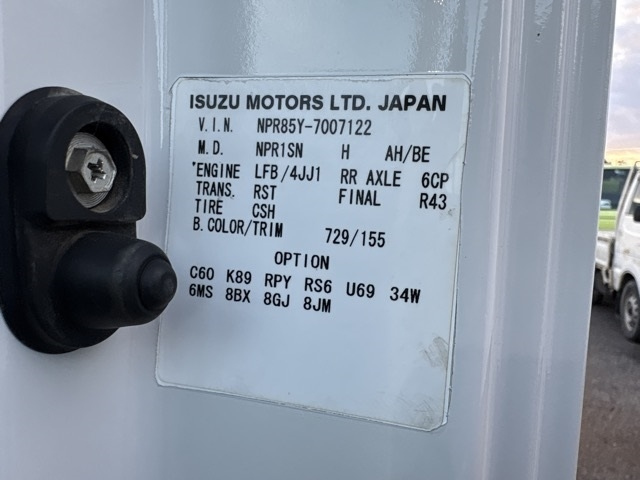 ISUZU MOTORS LTD. JAPAN
V.I.N. NPR85Y-7007122
M.D. NPR1SN H AH/BE
ENGINE LFB/4JJ1 RR AXLE 6CP
TRANS. RST FINAL R43
TIRE CSH
B.COLOR/TRIM 729/155
OPTION
C60 K89 RPY RS6 U69 34W
6MS 8BX 8GJ 8JM